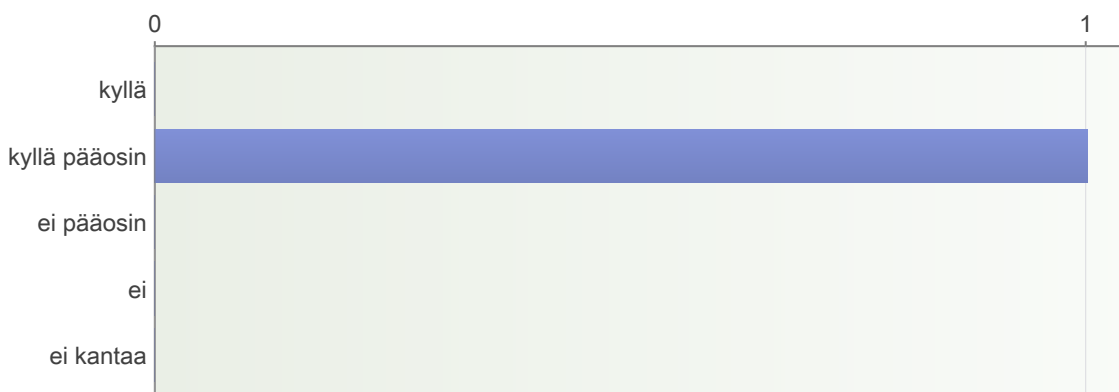 0 1
kyllä
kyllä pääosin
ei pääosin
ei
ei kantaa